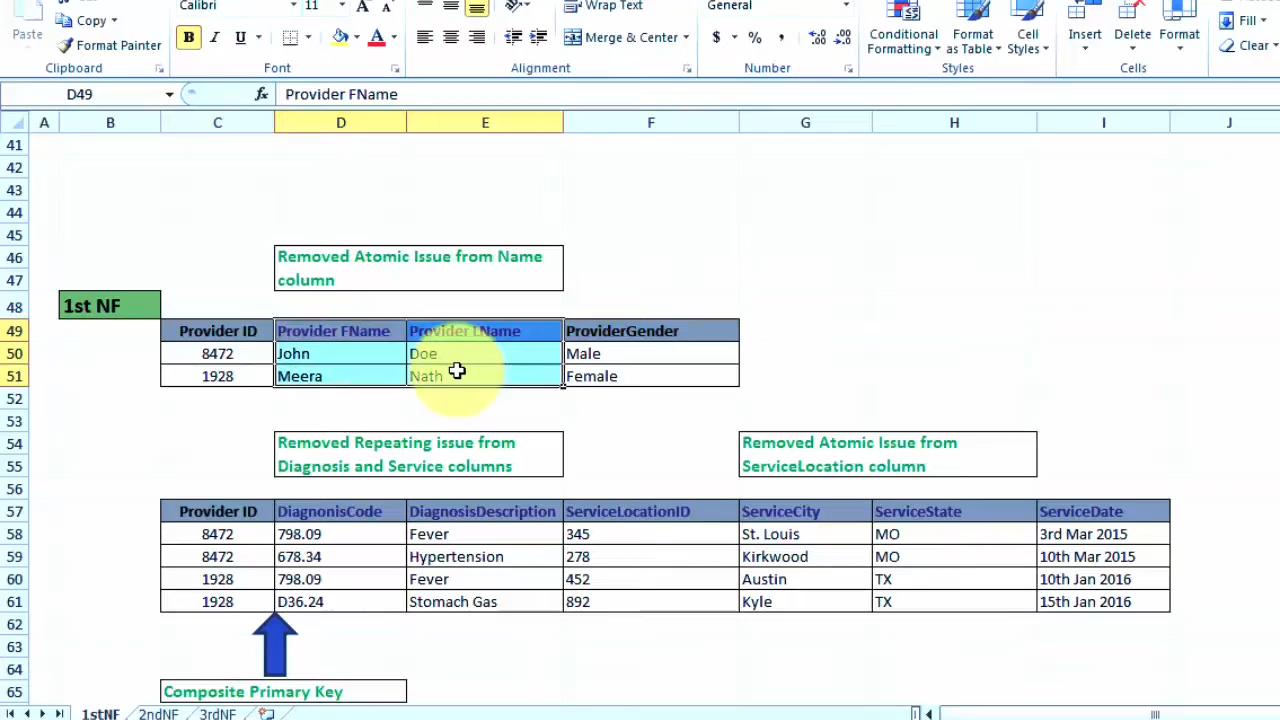 Calibri 11 Wrap Text General
Paste Copy Format Painter B I U Merge & Center $ % , Conditional Formatting Format as Table Cell Styles Insert Delete Format Fill Clear
Clipboard Font Alignment Number Styles Cells
D49 fx Provider FName
A B C D E F G H I J
41
42
43
44
45
46 Removed Atomic Issue from Name
47 column
48 1st NF
49 Provider ID Provider FName Provider LName ProviderGender
50 8472 John Doe Male
51 1928 Meera Nath Female
52
53
54 Removed Repeating issue from Removed Atomic Issue from
55 Diagnosis and Service columns ServiceLocation column
56
57 Provider ID DiagnonisCode DiagnosisDescription ServiceLocationID ServiceCity ServiceState ServiceDate
58 8472 798.09 Fever 345 St. Louis MO 3rd Mar 2015
59 8472 678.34 Hypertension 278 Kirkwood MO 10th Mar 2015
60 1928 798.09 Fever 452 Austin TX 10th Jan 2016
61 1928 D36.24 Stomach Gas 892 Kyle TX 15th Jan 2016
62
63
64
65 Composite Primary Key
1stNF 2ndNF 3rdNF